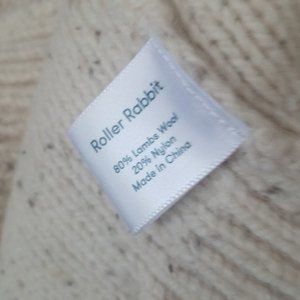 Roller Rabbit
80% Lambs Wool
20% Nylon
Made in China